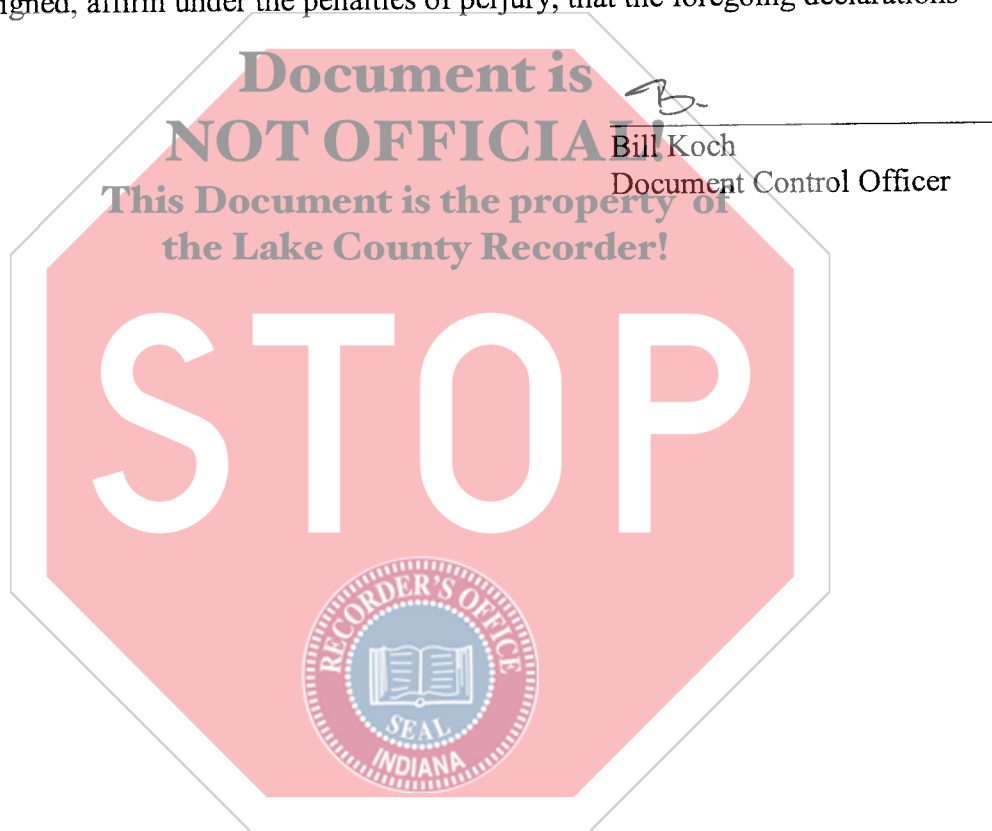 igned, affirm under the penalties of perjury, that the foregoing declarations
Document is
NOT OFFICIAL!
Bill Koch
Document Control Officer
This Document is the property of
the Lake County Recorder!
STOP
RECORDER'S OFFICE
SEAL
INDIANA